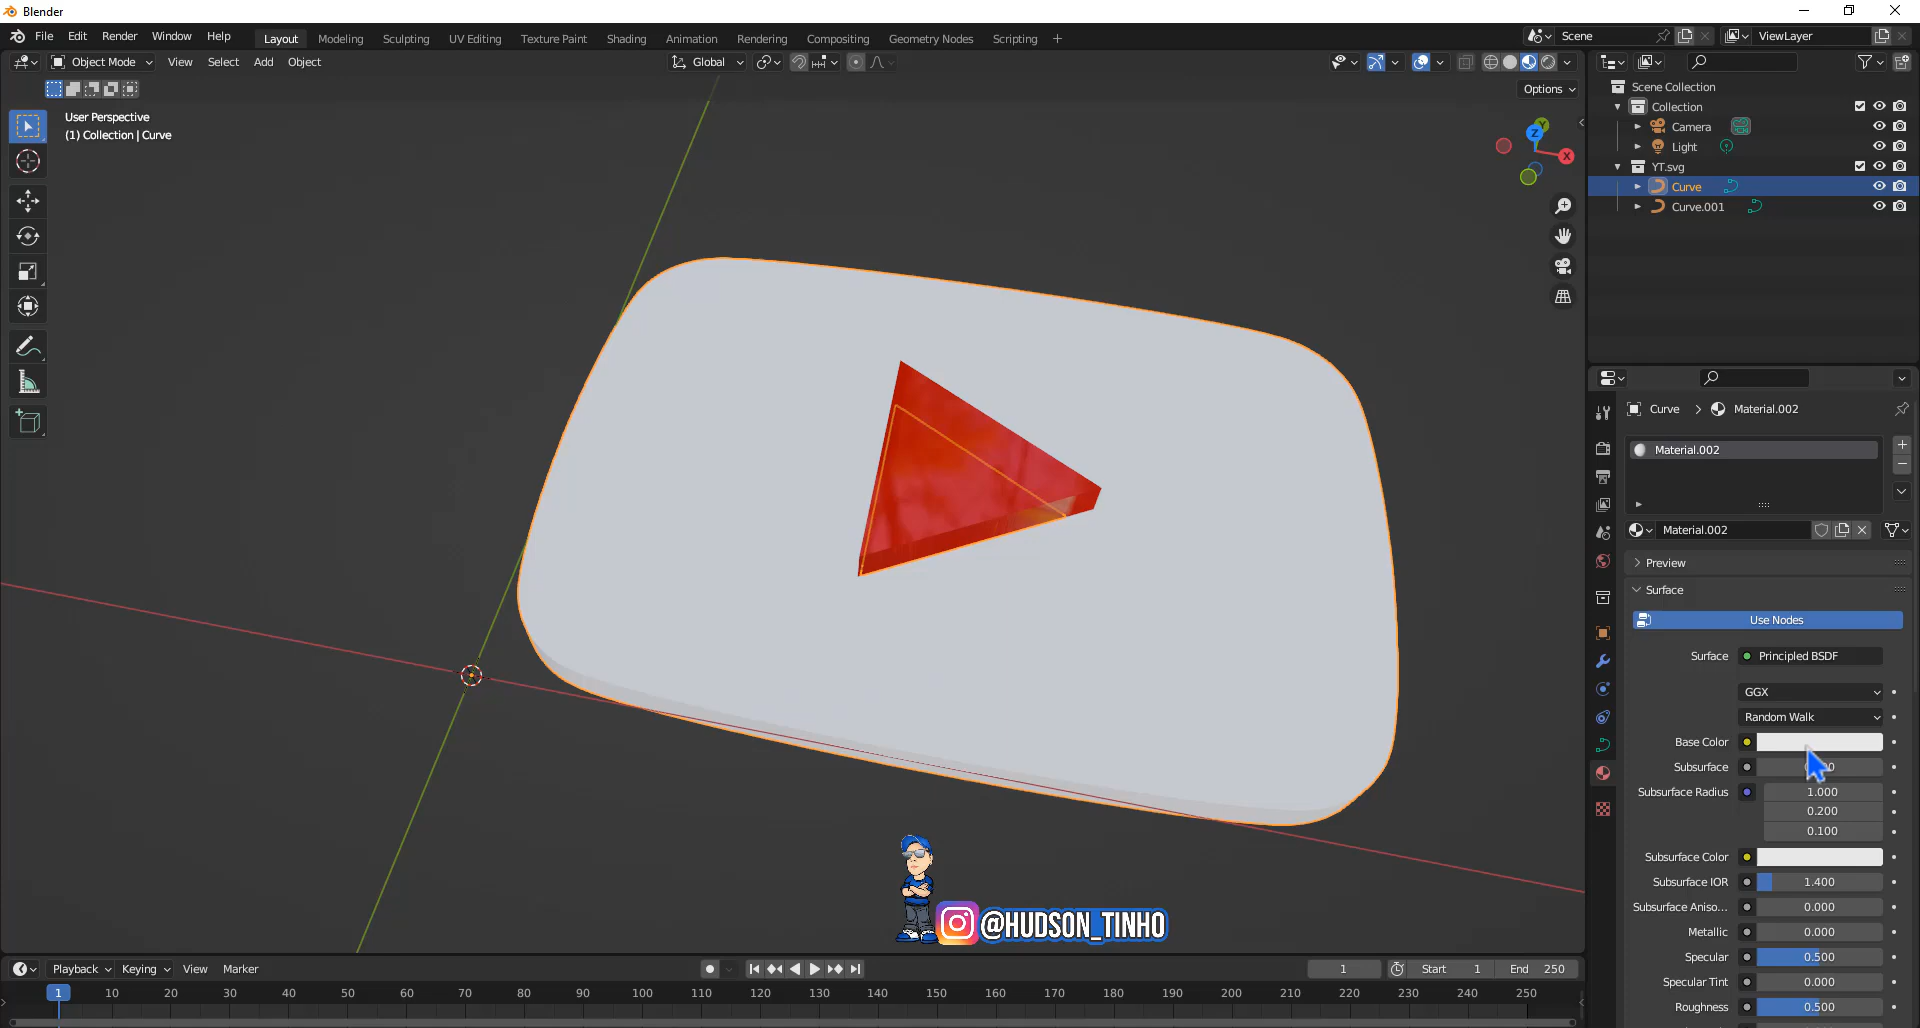 Blender
File Edit Render Window Help Layout Modeling Sculpting UV Editing Texture Paint Shading Animation Rendering Compositing Geometry Nodes Scripting + Scene ViewLayer
Object Mode View Select Add Object Global
Options
User Perspective
(1) Collection | Curve
Z
Y
X
Scene Collection
Collection
Camera
Light
YT.svg
Curve
Curve.001
Curve > Material.002
Material.002
Material.002
Preview
Surface
Use Nodes
Surface Principled BSDF
GGX
Random Walk
Base Color
Subsurface
Subsurface Radius 1.000
0.200
0.100
Subsurface Color
Subsurface IOR 1.400
Subsurface Aniso... 0.000
Metallic 0.000
Specular 0.500
Specular Tint 0.000
Roughness 0.500
@HUDSON_TINHO
Playback Keying View Marker 1 Start 1 End 250
1 10 20 30 40 50 60 70 80 90 100 110 120 130 140 150 160 170 180 190 200 210 220 230 240 250